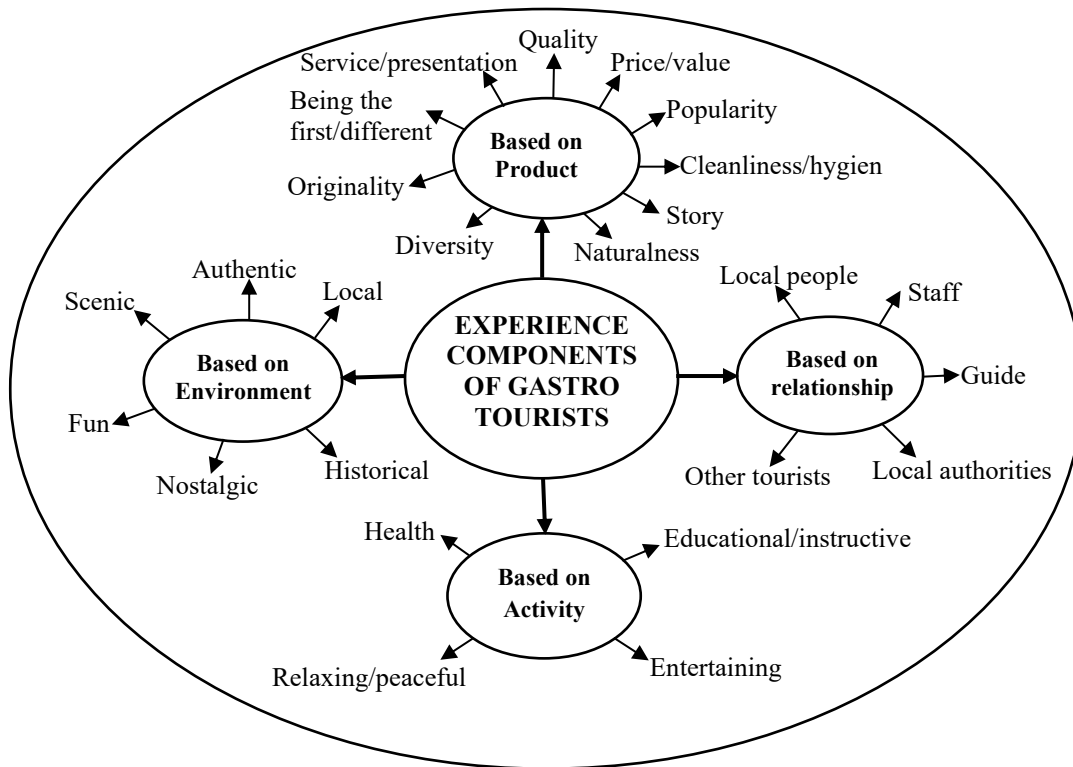 Quality
Service/presentation
Price/value
Being the
first/different
Popularity
Based on
Product
Cleanliness/hygien
Originality
Story
Diversity
Naturalness
Authentic
Local
Scenic
Based on
Environment
Fun
Nostalgic
Historical
EXPERIENCE
COMPONENTS
OF GASTRO
TOURISTS
Local people
Staff
Based on
relationship
Guide
Other tourists
Local authorities
Health
Educational/instructive
Based on
Activity
Relaxing/peaceful
Entertaining